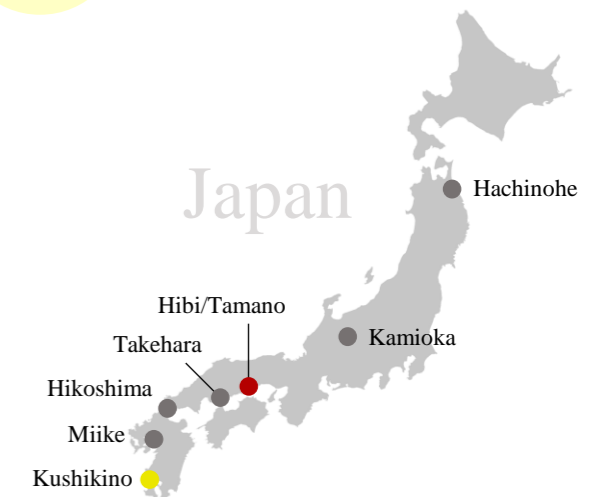 Japan
Hachinohe
Hibi/Tamano
Kamioka
Takehara
Hikoshima
Miike
Kushikino